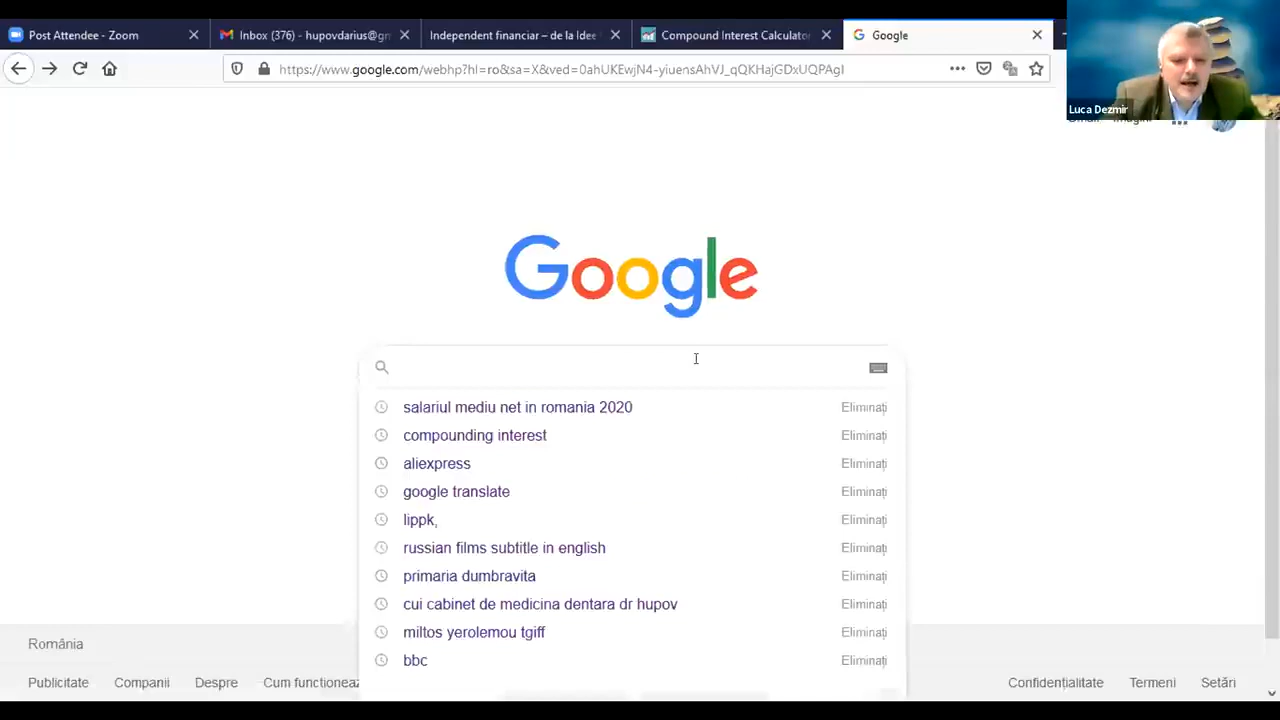 Post Attendee - Zoom
Inbox (376) - hupovdarius@gm
Independent financiar – de la Idee
Compound Interest Calculator
Google
https://www.google.com/webhp?hl=ro&sa=X&ved=0ahUKEwjN4-yiuensAhVJ_qQKHajGDxUQPAgI
Luca Dezmir
Google
salariul mediu net in romania 2020 Eliminați
compounding interest Eliminați
aliexpress Eliminați
google translate Eliminați
lippk, Eliminați
russian films subtitle in english Eliminați
primaria dumbravita Eliminați
cui cabinet de medicina dentara dr hupov Eliminați
miltos yerolemou tgiff Eliminați
bbc Eliminați
România
Publicitate Companii Despre Cum funcționează Confidențialitate Termeni Setări